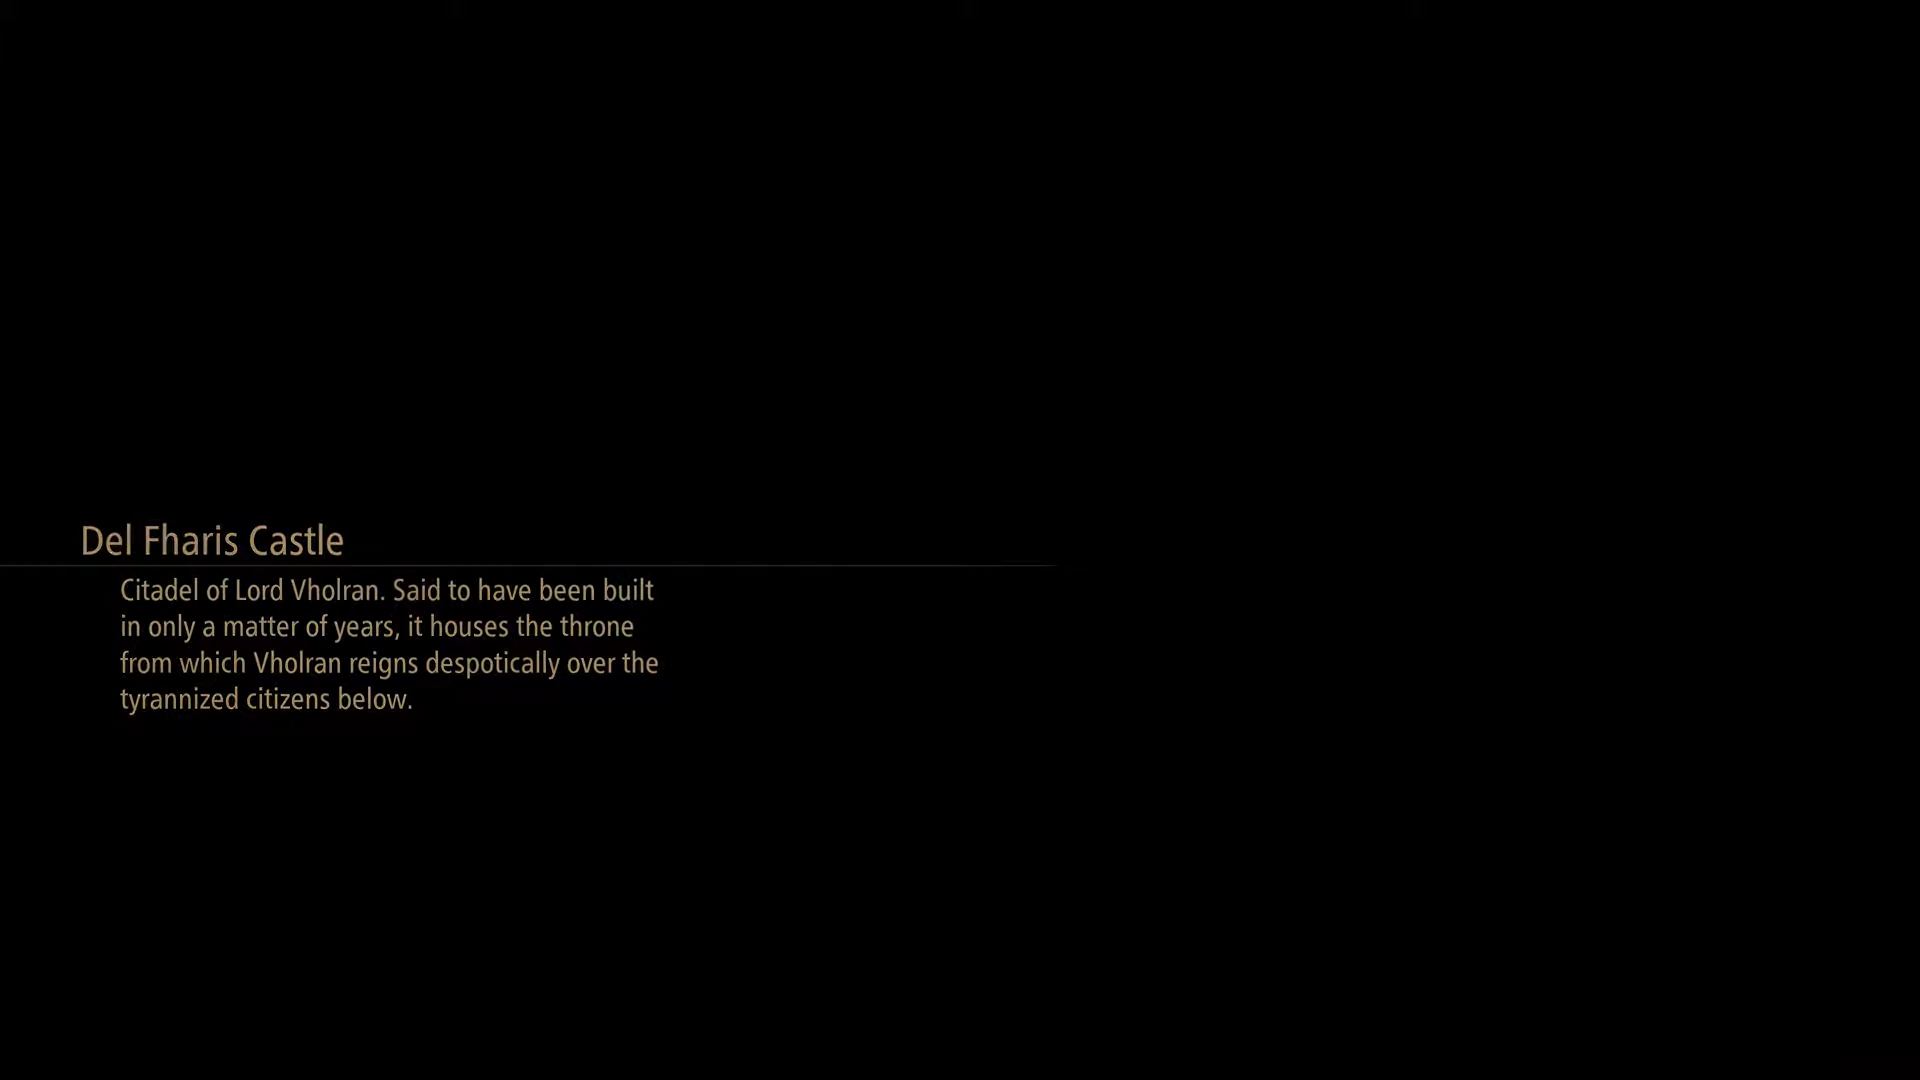 Del Fharis Castle
Citadel of Lord Vholran. Said to have been built
in only a matter of years, it houses the throne
from which Vholran reigns despotically over the
tyrannized citizens below.